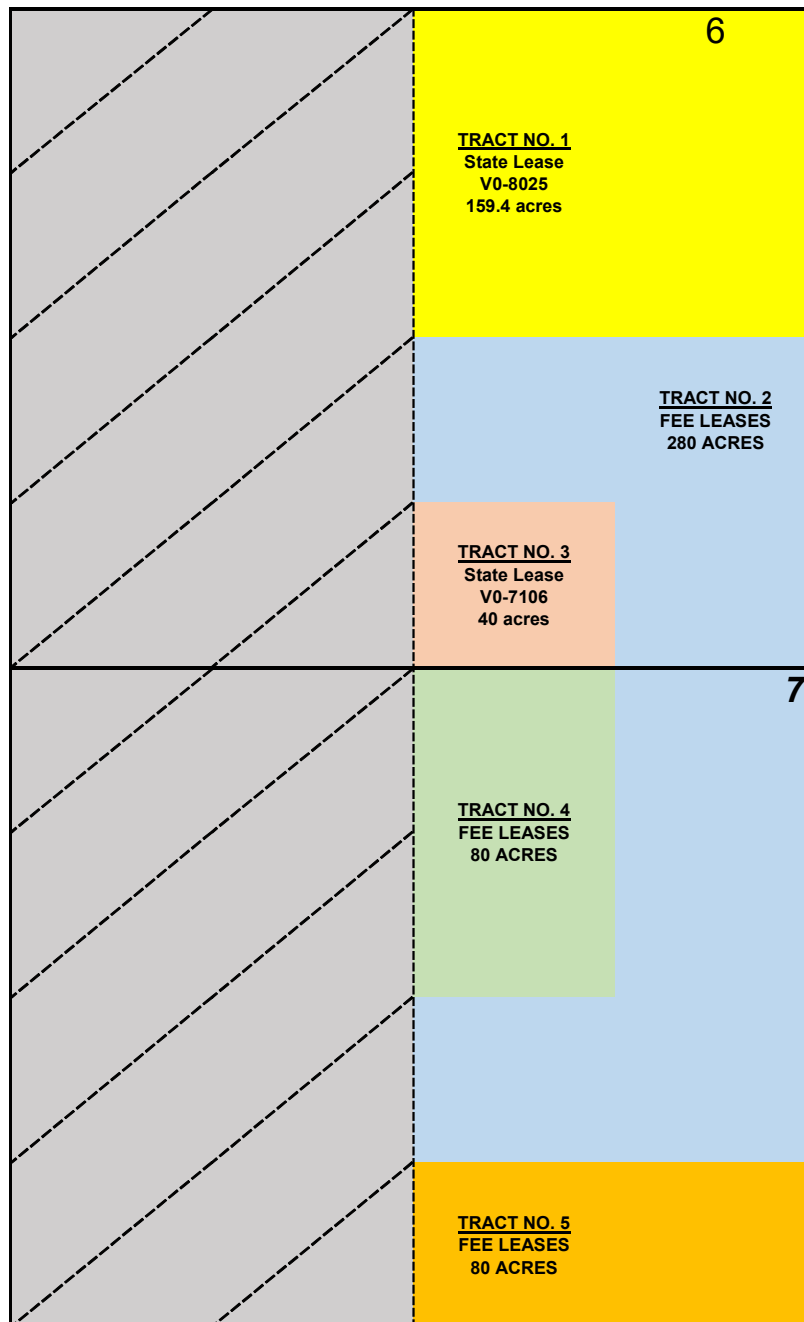 6
TRACT NO. 1
State Lease
V0-8025
159.4 acres
TRACT NO. 2
FEE LEASES
280 ACRES
TRACT NO. 3
State Lease
V0-7106
40 acres
7
TRACT NO. 4
FEE LEASES
80 ACRES
TRACT NO. 5
FEE LEASES
80 ACRES